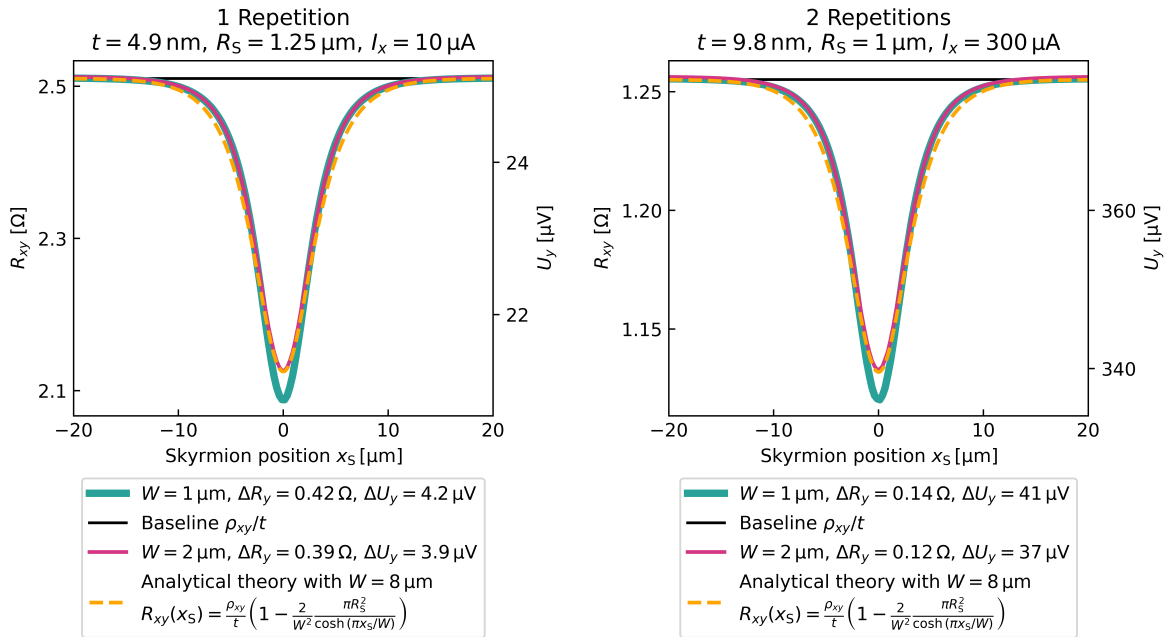 1 Repetition
t = 4.9 nm, R_S = 1.25 μm, I_x = 10 μA
2.5
2.3
2.1
R_xy [Ω]
24
22
U_y [μV]
−20 −10 0 10 20
Skyrmion position x_S [μm]
W = 1 μm, ΔR_y = 0.42 Ω, ΔU_y = 4.2 μV
Baseline ρ_xy/t
W = 2 μm, ΔR_y = 0.39 Ω, ΔU_y = 3.9 μV
Analytical theory with W = 8 μm
R_xy(x_S) = ρ_xy/t (1 − 2/W² πR_S²/cosh (πx_S/W))
2 Repetitions
t = 9.8 nm, R_S = 1 μm, I_x = 300 μA
1.25
1.20
1.15
R_xy [Ω]
360
340
U_y [μV]
−20 −10 0 10 20
Skyrmion position x_S [μm]
W = 1 μm, ΔR_y = 0.14 Ω, ΔU_y = 41 μV
Baseline ρ_xy/t
W = 2 μm, ΔR_y = 0.12 Ω, ΔU_y = 37 μV
Analytical theory with W = 8 μm
R_xy(x_S) = ρ_xy/t (1 − 2/W² πR_S²/cosh (πx_S/W))